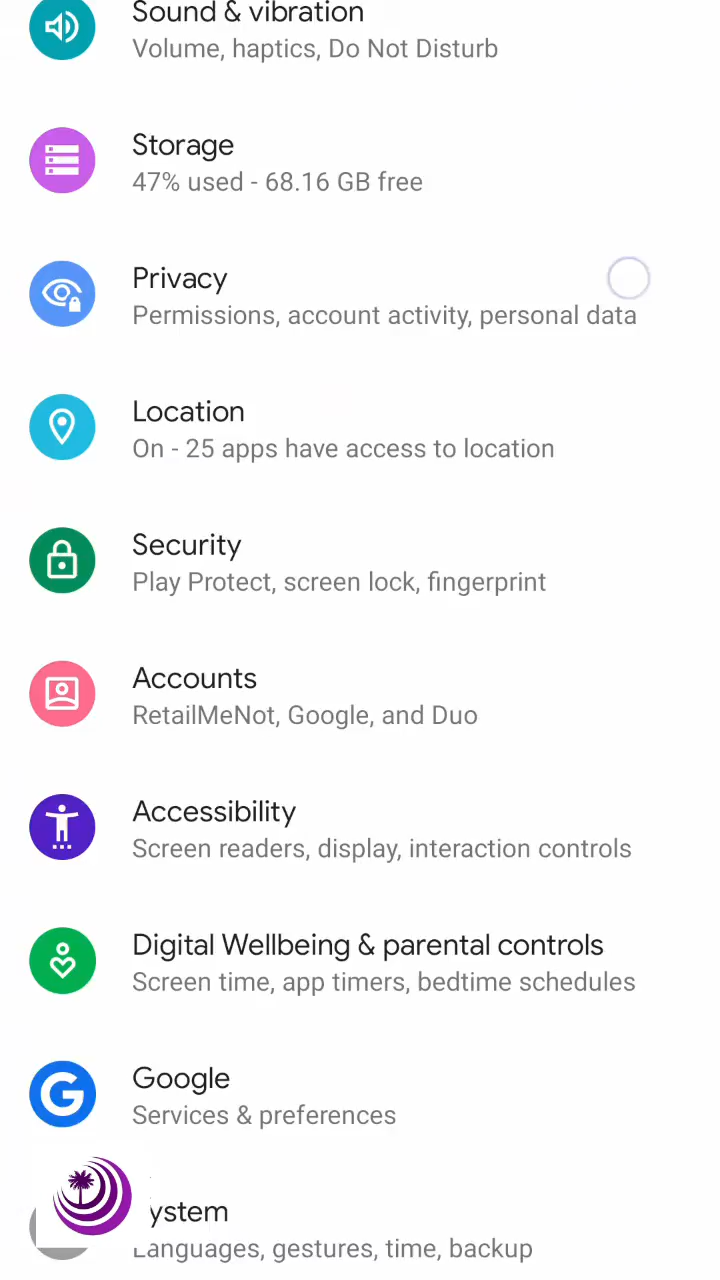 Sound & vibration
Volume, haptics, Do Not Disturb
Storage
47% used - 68.16 GB free
Privacy
Permissions, account activity, personal data
Location
On - 25 apps have access to location
Security
Play Protect, screen lock, fingerprint
Accounts
RetailMeNot, Google, and Duo
Accessibility
Screen readers, display, interaction controls
Digital Wellbeing & parental controls
Screen time, app timers, bedtime schedules
Google
Services & preferences
ystem
Languages, gestures, time, backup